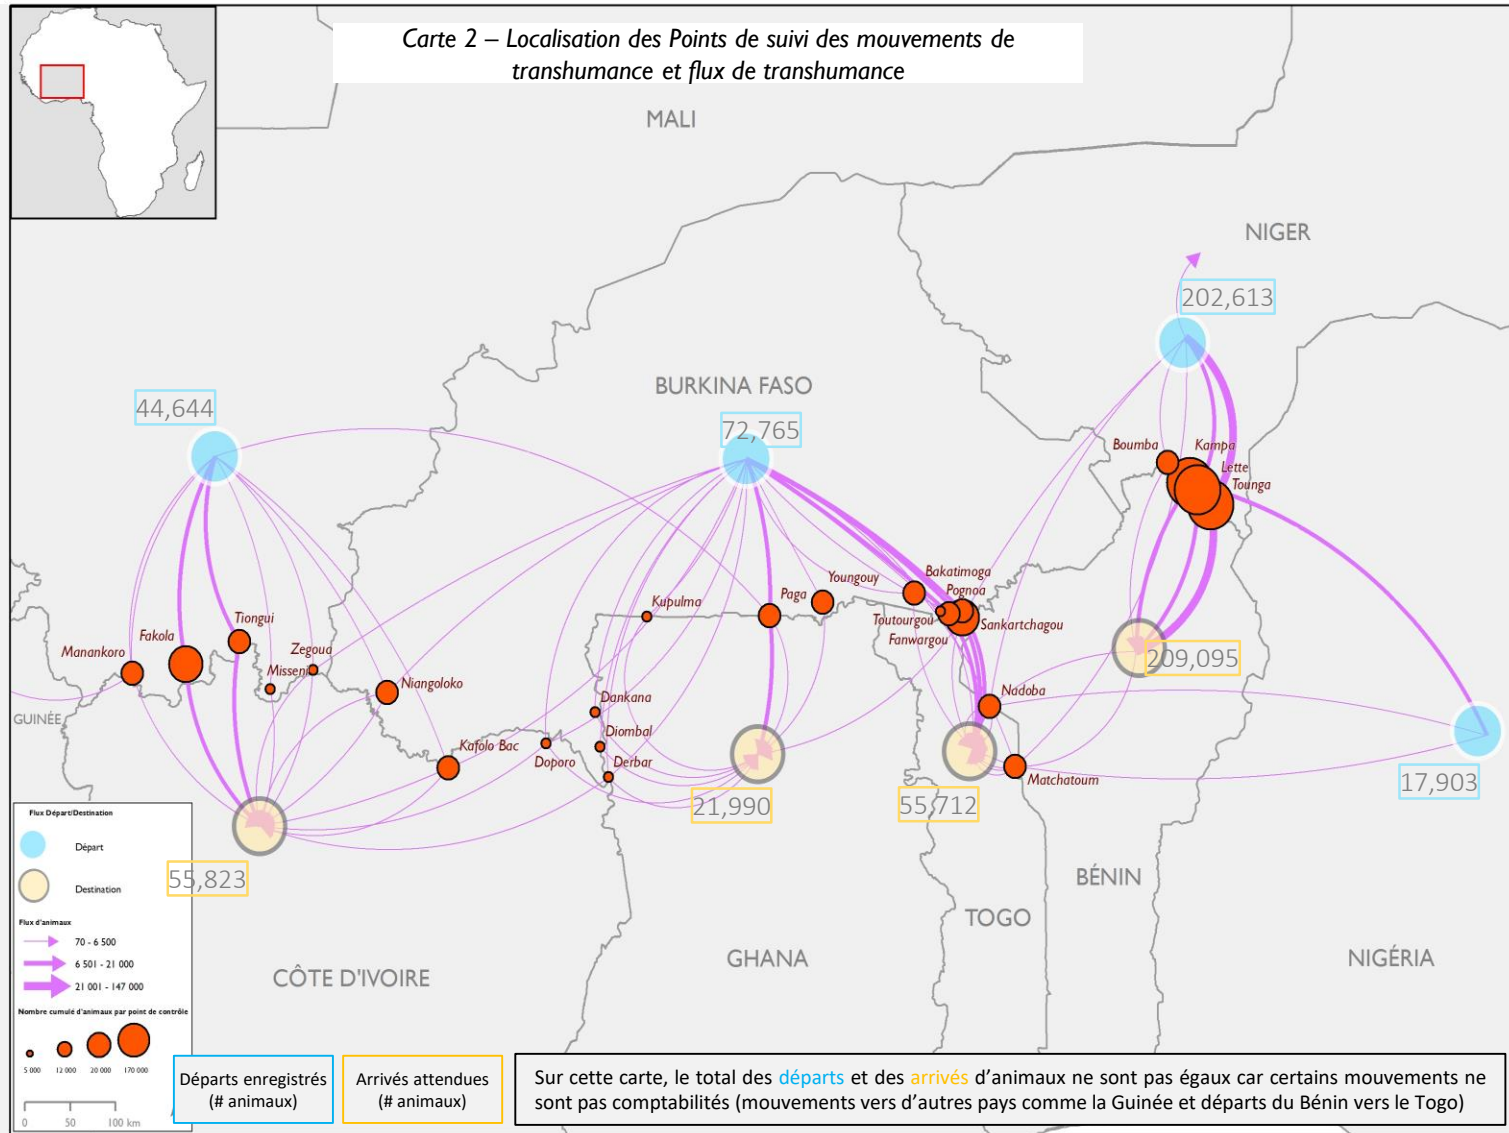 Carte 2 – Localisation des Points de suivi des mouvements de
transhumance et flux de transhumance
MALI
NIGER
202,613
BURKINA FASO
44,644
72,765
Boumba
Kampa
Lette
Tounga
Bakatimoga
Youngouy
Pognoa
Paga
Kupulma
Toutourgou
Sankartchagou
Fanwargou
Tiongui
Fakola
Manankoro
Zegoua
Misseni
Niangoloko
209,095
Nadoba
Dankana
GUINÉE
Diombal
Kafolo Bac
Doporo
Derbar
Matchatoum
17,903
21,990
55,712
55,823
BÉNIN
TOGO
GHANA
NIGÉRIA
CÔTE D'IVOIRE
Flux Départ/Destination
Départ
Destination
Flux d'animaux
70 - 6 500
6 501 - 21 000
21 001 - 147 000
Nombre cumulé d'animaux par point de contrôle
5 000 12 000 20 000 170 000
0 50 100 km
Départs enregistrés
(# animaux)
Arrivés attendues
(# animaux)
Sur cette carte, le total des départs et des arrivés d’animaux ne sont pas égaux car certains mouvements ne
sont pas comptabilités (mouvements vers d’autres pays comme la Guinée et départs du Bénin vers le Togo)